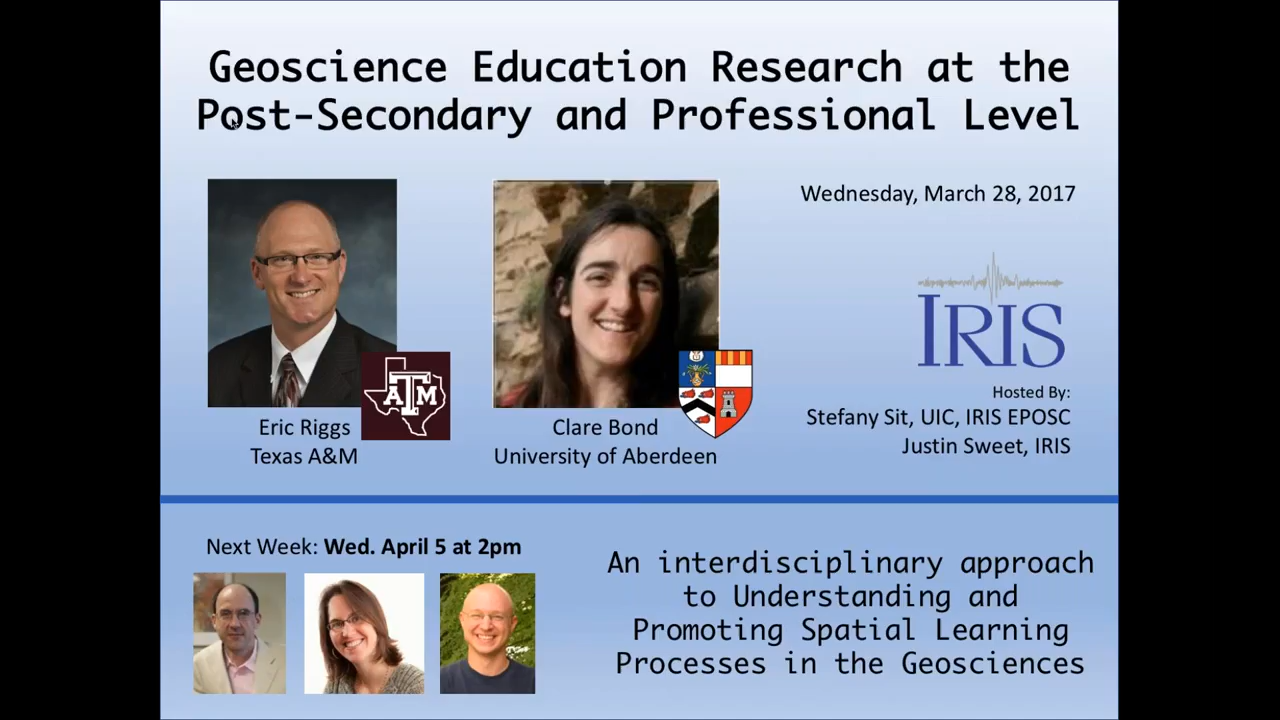 Geoscience Education Research at the
Post-Secondary and Professional Level
Wednesday, March 28, 2017
IRIS
ATM
Eric Riggs
Texas A&M
Clare Bond
University of Aberdeen
Hosted By:
Stefany Sit, UIC, IRIS EPOSC
Justin Sweet, IRIS
Next Week: Wed. April 5 at 2pm
An interdisciplinary approach
to Understanding and
Promoting Spatial Learning
Processes in the Geosciences